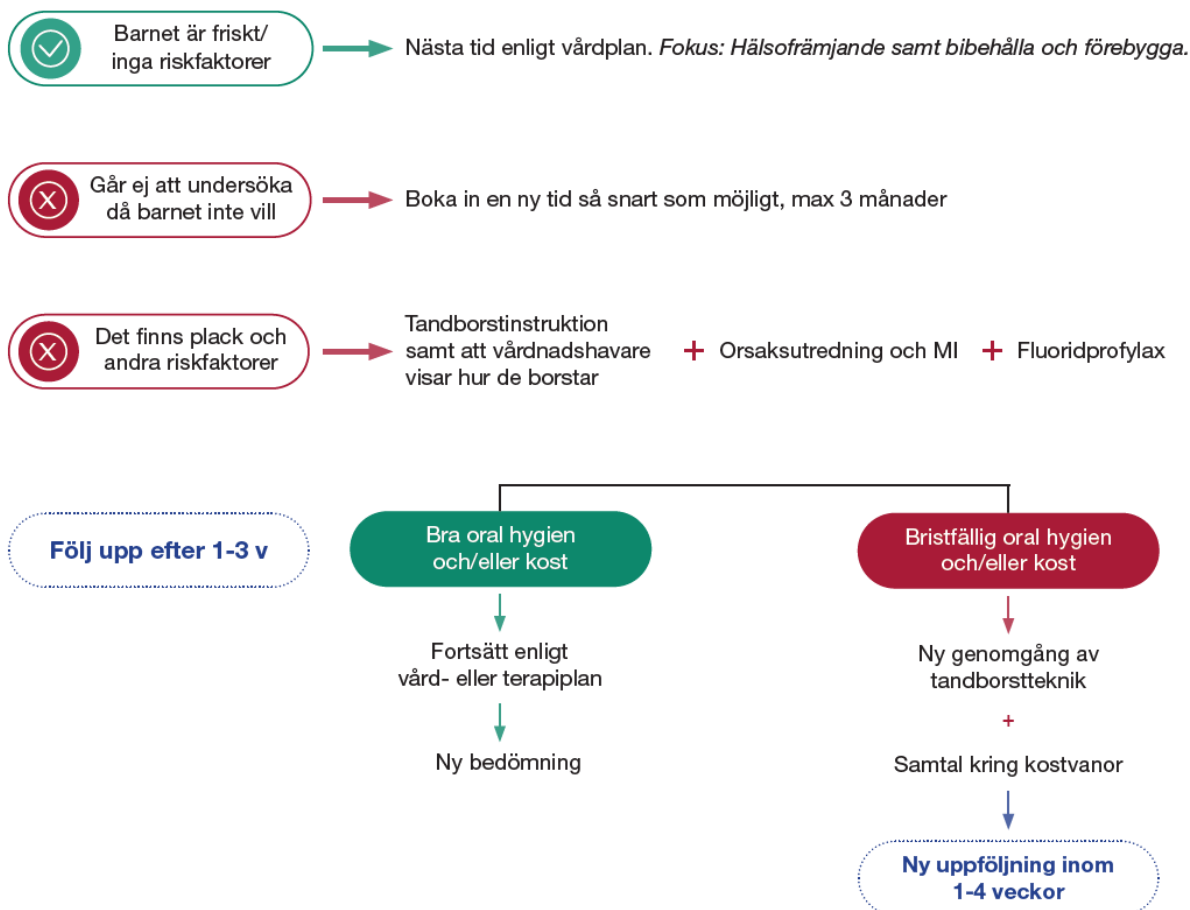 Barnet är friskt/
inga riskfaktorer
Nästa tid enligt vårdplan. Fokus: Hälsofrämjande samt bibehålla och förebygga.
Går ej att undersöka
då barnet inte vill
Boka in en ny tid så snart som möjligt, max 3 månader
Det finns plack och
andra riskfaktorer
Tandborstinstruktion
samt att vårdnadshavare
visar hur de borstar
+ Orsaksutredning och MI
+ Fluoridprofylax
Följ upp efter 1-3 v
Bra oral hygien
och/eller kost
Fortsätt enligt
vård- eller terapiplan
Ny bedömning
Bristfällig oral hygien
och/eller kost
Ny genomgång av
tandborstteknik
+
Samtal kring kostvanor
Ny uppföljning inom
1-4 veckor